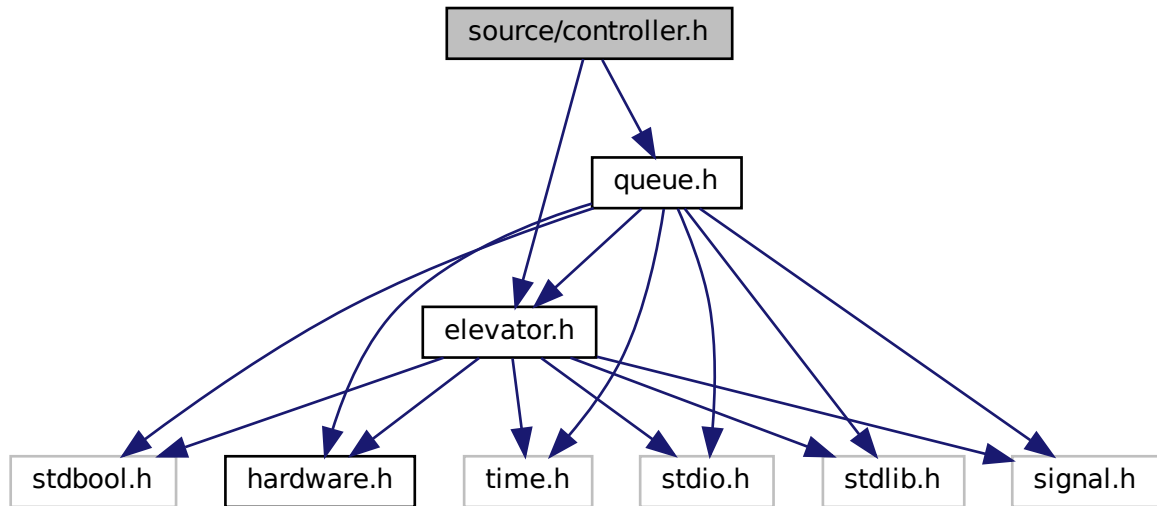 source/controller.h
queue.h
elevator.h
stdbool.h
hardware.h
time.h
stdio.h
stdlib.h
signal.h